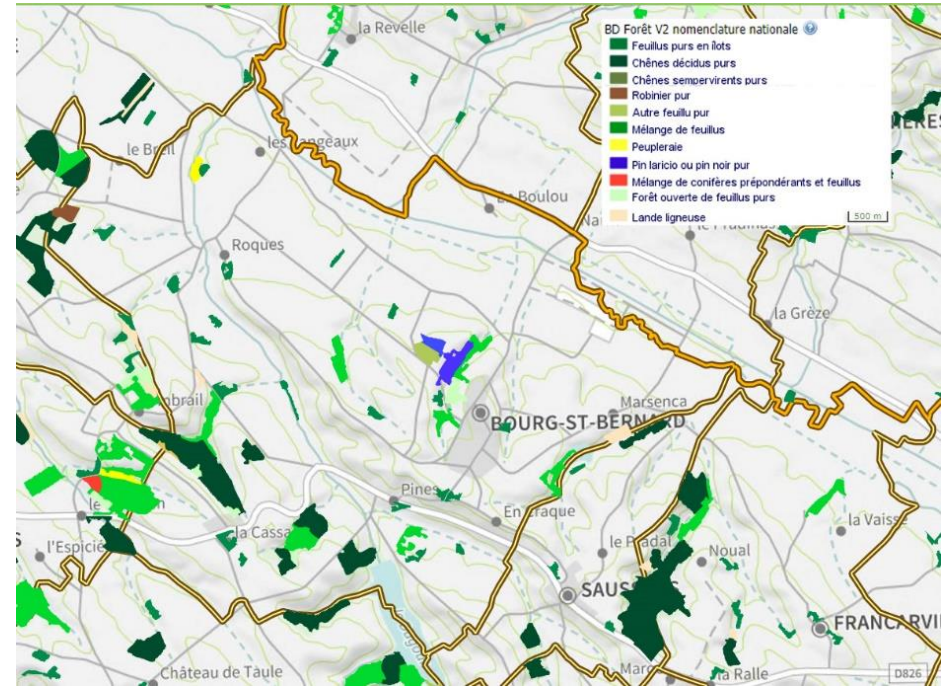 la Revelle
BD Forêt V2 nomenclature nationale
Feuillus purs en îlots
Chênes décidus purs
Chênes sempervirents purs
Robinier pur
Autre feuillu pur
Mélange de feuillus
Peupleraie
Pin laricio ou pin noir pur
Mélange de conifères prépondérants et feuillus
Forêt ouverte de feuillus purs
Lande ligneuse
500 m
le Breil
Boulou
Roques
la Grèze
Marsenca
BOURG-ST-BERNARD
Pines
En Craque
la Cassa
l'Espicié
le Pradal
Noual
la Vaisse
SAUSS
FRANCARVI
Château de Taule
la Ralle
D826